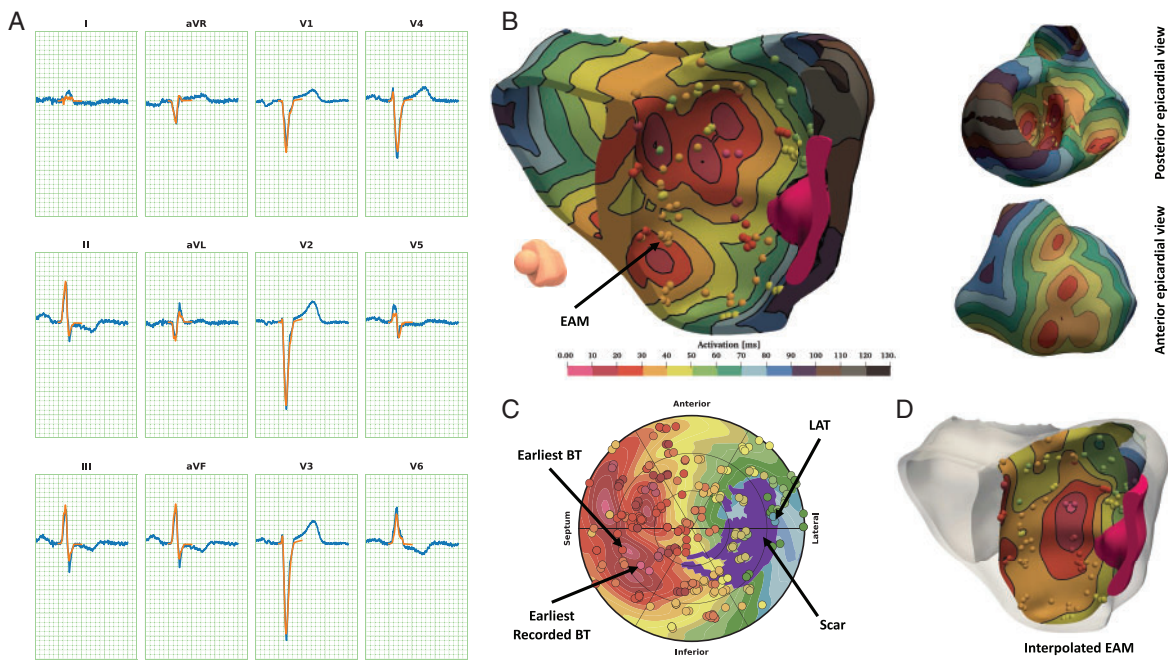 A
I
aVR
V1
V4
II
aVL
V2
V5
III
aVF
V3
V6
B
EAM
Activation [ms]
0.00 10 20 30 40 50 60 70 80 90 100 110 120 130.
Posterior epicardial view
Anterior epicardial view
C
Anterior
Septum
Lateral
Inferior
Earliest BT
Earliest
Recorded BT
LAT
Scar
D
Interpolated EAM